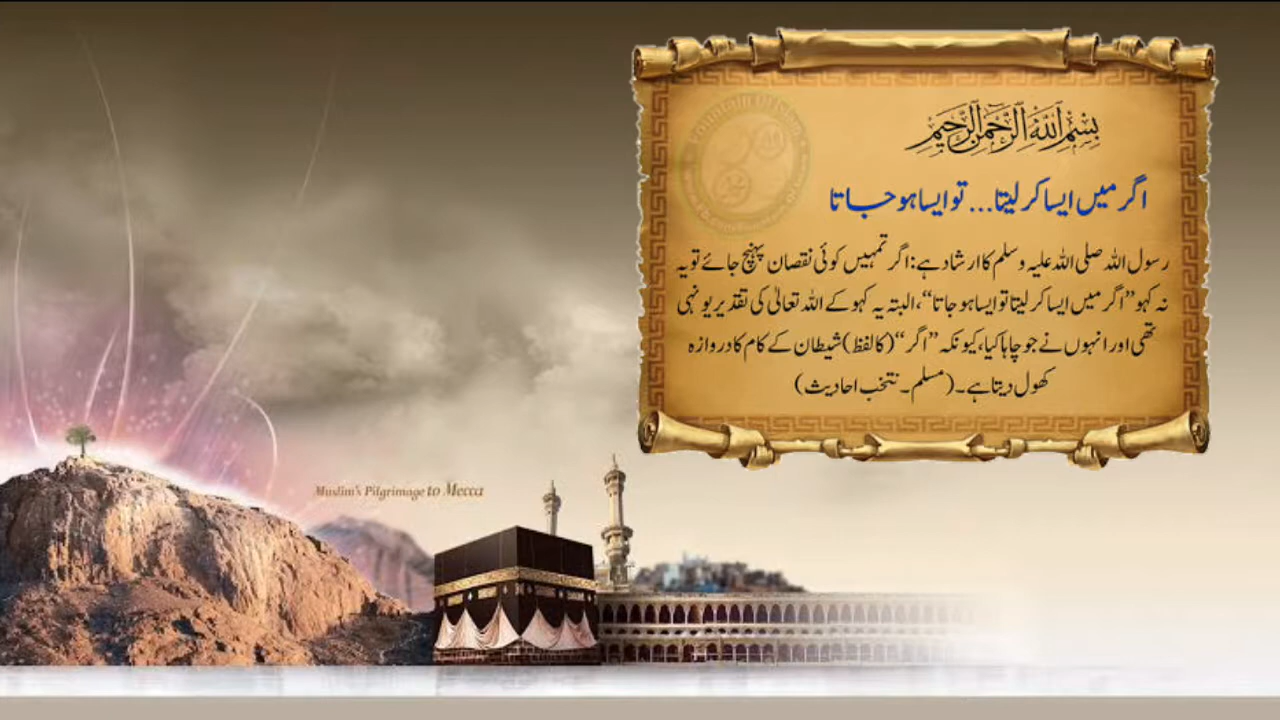 بسم الله الرحمن الرحيم
اگر میں ایسا کر لیتا... تو ایسا ہو جاتا
رسول اللہ صلی اللہ علیہ وسلم کا ارشاد ہے: اگر تمہیں کوئی نقصان پہنچ جائے تو یہ
نہ کہو ”اگر میں ایسا کر لیتا تو ایسا ہو جاتا“، البتہ یہ کہو کے اللہ تعالیٰ کی تقدیر یونہی
تھی اور انہوں نے جو چاہا کیا، کیونکہ ”اگر“ (کا لفظ) شیطان کے کام کا دروازہ
کھول دیتا ہے۔ (مسلم۔ نتخب احادیث)
Muslim's Pilgrimage to Mecca